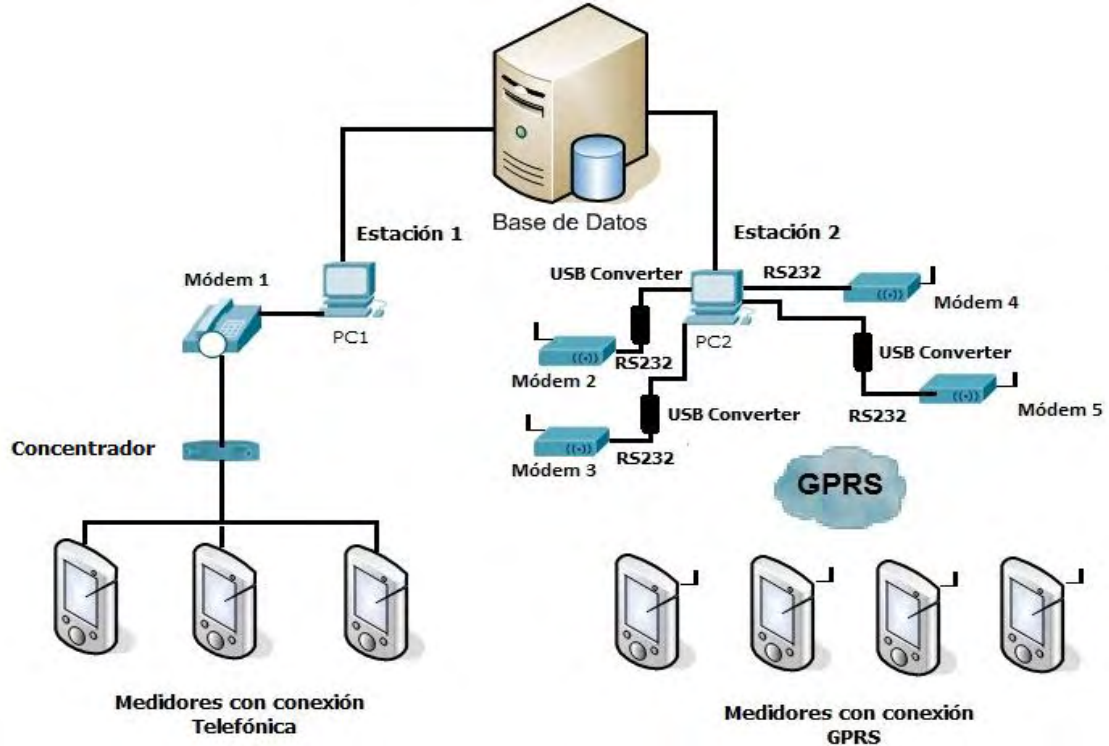 Base de Datos
Estación 1
Estación 2
Módem 1
PC1
USB Converter
RS232
Módem 4
PC2
Módem 2
RS232
USB Converter
Módem 3
RS232
USB Converter
RS232
Módem 5
Concentrador
GPRS
Medidores con conexión
Telefónica
Medidores con conexión
GPRS